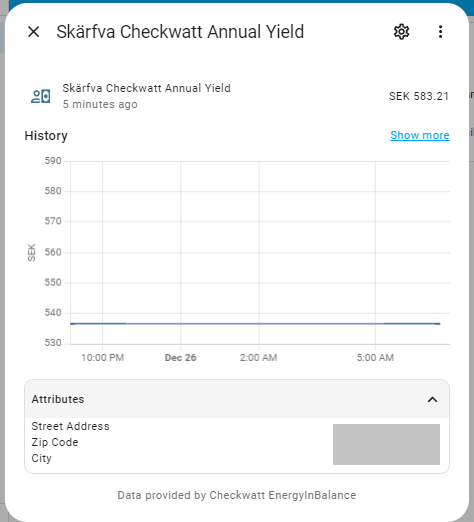 Skärfva Checkwatt Annual Yield
Skärfva Checkwatt Annual Yield
SEK 583.21
5 minutes ago
History
Show more
590
580
570
560
550
540
530
SEK
10:00 PM
Dec 26
2:00 AM
5:00 AM
Attributes
Street Address
Zip Code
City
Data provided by Checkwatt EnergyInBalance